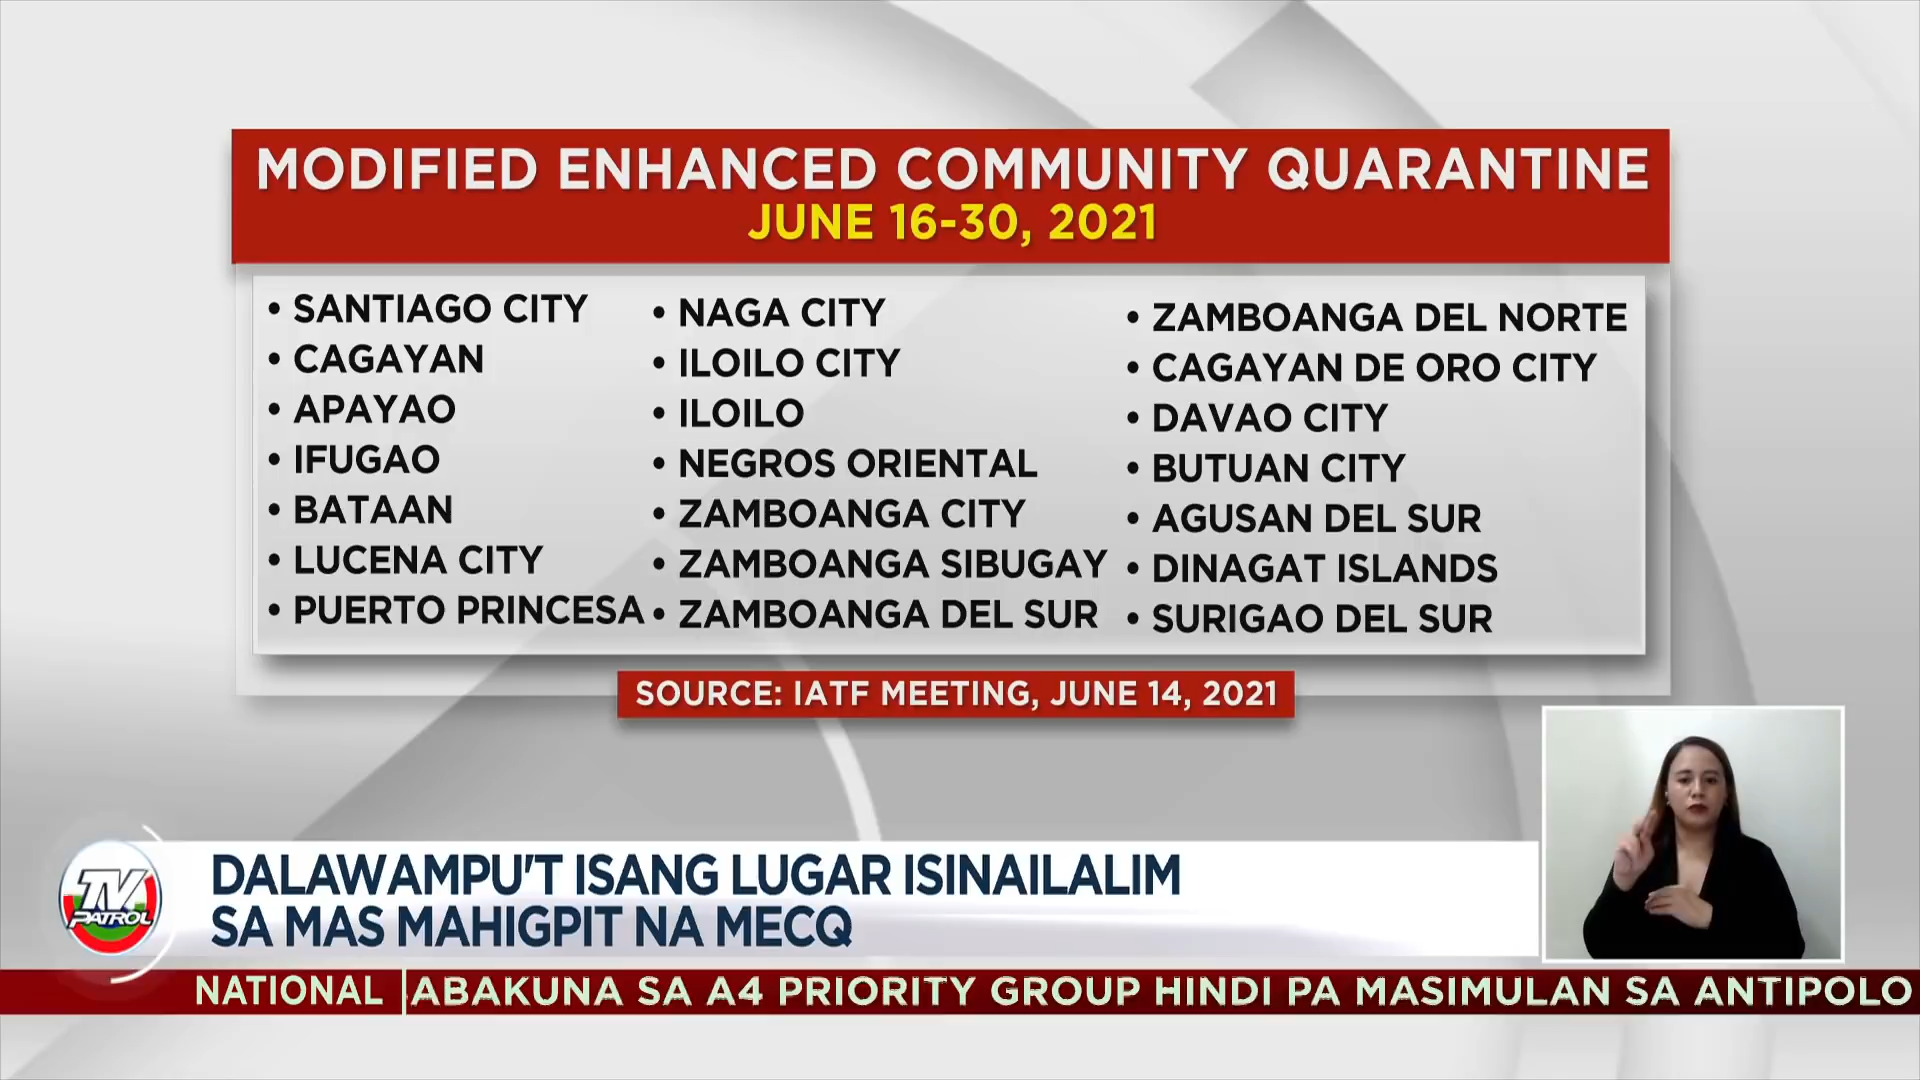 MODIFIED ENHANCED COMMUNITY QUARANTINE
JUNE 16-30, 2021
• SANTIAGO CITY
• CAGAYAN
• APAYAO
• IFUGAO
• BATAAN
• LUCENA CITY
• PUERTO PRINCESA
• NAGA CITY
• ILOILO CITY
• ILOILO
• NEGROS ORIENTAL
• ZAMBOANGA CITY
• ZAMBOANGA SIBUGAY
• ZAMBOANGA DEL SUR
• ZAMBOANGA DEL NORTE
• CAGAYAN DE ORO CITY
• DAVAO CITY
• BUTUAN CITY
• AGUSAN DEL SUR
• DINAGAT ISLANDS
• SURIGAO DEL SUR
SOURCE: IATF MEETING, JUNE 14, 2021
TV
PATROL
DALAWAMPU'T ISANG LUGAR ISINAILALIM
SA MAS MAHIGPIT NA MECQ
NATIONAL
ABAKUNA SA A4 PRIORITY GROUP HINDI PA MASIMULAN SA ANTIPOLO